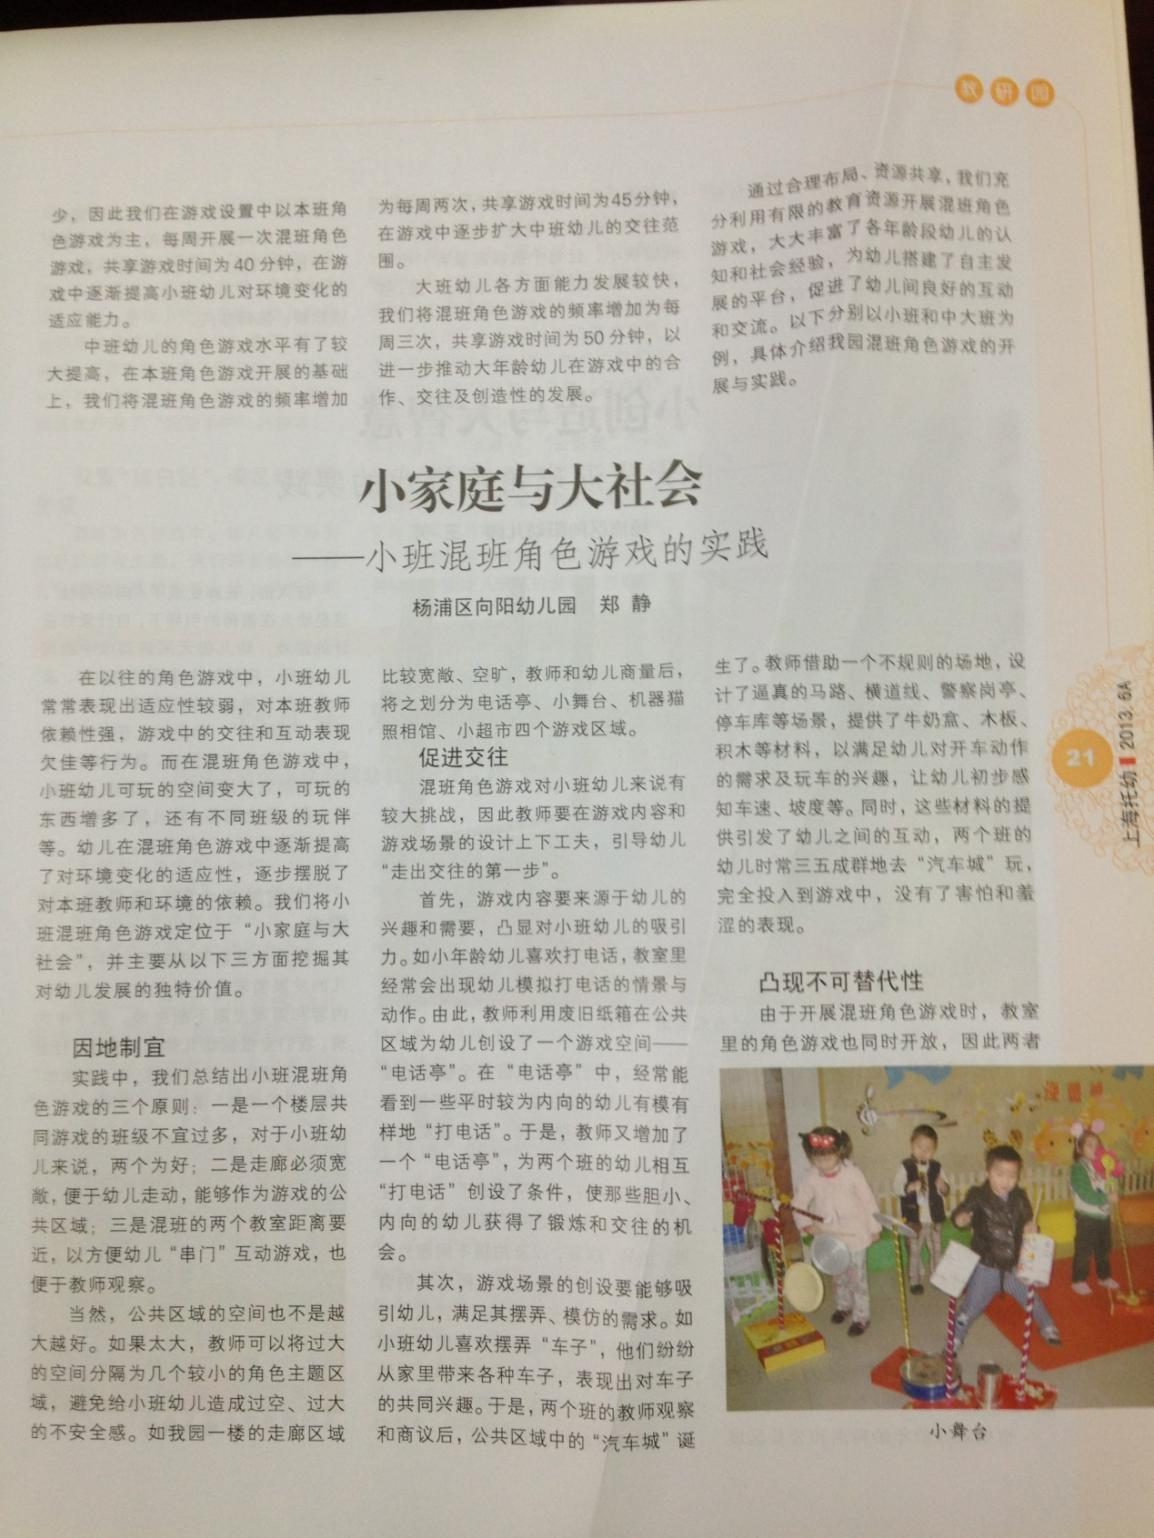 教研园
少，因此我们在游戏设置中以本班角
色游戏为主，每周开展一次混班角色
游戏，共享游戏时间为40分钟，在游
戏中逐渐提高小班幼儿对环境变化的
适应能力。
中班幼儿的角色游戏水平有了较
大提高，在本班角色游戏开展的基础
上，我们将混班角色游戏的频率增加
为每周两次，共享游戏时间为45分钟，
在游戏中逐步扩大中班幼儿的交往范
围。
大班幼儿各方面能力发展较快，
我们将混班角色游戏的频率增加为每
周三次，共享游戏时间为50分钟，以
进一步推动大年龄幼儿在游戏中的合
作、交往及创造性的发展。
通过合理布局、资源共享，我们充
分利用有限的教育资源开展混班角色
游戏，大大丰富了各年龄段幼儿的认
知和社会经验，为幼儿搭建了自主发
展的平台，促进了幼儿间良好的互动
和交流。以下分别以小班和中大班为
例，具体介绍我园混班角色游戏的开
展与实践。
小家庭与大社会
——小班混班角色游戏的实践
杨浦区向阳幼儿园 郑 静
在以往的角色游戏中，小班幼儿
常常表现出适应性较弱，对本班教师
依赖性强，游戏中的交往和互动表现
欠佳等行为。而在混班角色游戏中，
小班幼儿可玩的空间变大了，可玩的
东西增多了，还有不同班级的玩伴
等。幼儿在混班角色游戏中逐渐提高
了对环境变化的适应性，逐步摆脱了
对本班教师和环境的依赖。我们将小
班混班角色游戏定位于“小家庭与大
社会”，并主要从以下三方面挖掘其
对幼儿发展的独特价值。
因地制宜
实践中，我们总结出小班混班角
色游戏的三个原则：一是一个楼层共
同游戏的班级不宜过多，对于小班幼
儿来说，两个为好；二是走廊必须宽
敞，便于幼儿走动，能够作为游戏的公
共区域；三是混班的两个教室距离要
近，以方便幼儿“串门”互动游戏，也
便于教师观察。
当然，公共区域的空间也不是越
大越好。如果太大，教师可以将过大
的空间分隔为几个较小的角色主题区
域，避免给小班幼儿造成过空、过大
的不安全感。如我园一楼的走廊区域
比较宽敞、空旷，教师和幼儿商量后，
将之划分为电话亭、小舞台、机器猫
照相馆、小超市四个游戏区域。
促进交往
混班角色游戏对小班幼儿来说有
较大挑战，因此教师要在游戏内容和
游戏场景的设计上下工夫，引导幼儿
“走出交往的第一步”。
首先，游戏内容要来源于幼儿的
兴趣和需要，凸显对小班幼儿的吸引
力。如小年龄幼儿喜欢打电话，教室里
经常会出现幼儿模拟打电话的情景与
动作。由此，教师利用废旧纸箱在公共
区域为幼儿创设了一个游戏空间——
“电话亭”。在“电话亭”中，经常能
看到一些平时较为内向的幼儿有模有
样地“打电话”。于是，教师又增加了
一个“电话亭”，为两个班的幼儿相互
“打电话”创设了条件，使那些胆小、
内向的幼儿获得了锻炼和交往的机
会。
其次，游戏场景的创设要能够吸
引幼儿，满足其摆弄、模仿的需求。如
小班幼儿喜欢摆弄“车子”，他们纷纷
从家里带来各种车子，表现出对车子
的共同兴趣。于是，两个班的教师观察
和商议后，公共区域中的“汽车城”诞
生了。教师借助一个不规则的场地，设
计了逼真的马路、横道线、警察岗亭、
停车库等场景，提供了牛奶盒、木板、
积木等材料，以满足幼儿对开车动作
的需求及玩车的兴趣，让幼儿初步感
知车速、坡度等。同时，这些材料的提
供引发了幼儿之间的互动，两个班的
幼儿时常三五成群地去“汽车城”玩，
完全投入到游戏中，没有了害怕和羞
涩的表现。
凸现不可替代性
由于开展混班角色游戏时，教室
里的角色游戏也同时开放，因此两者
小舞台
21
上海托幼 2013.6A